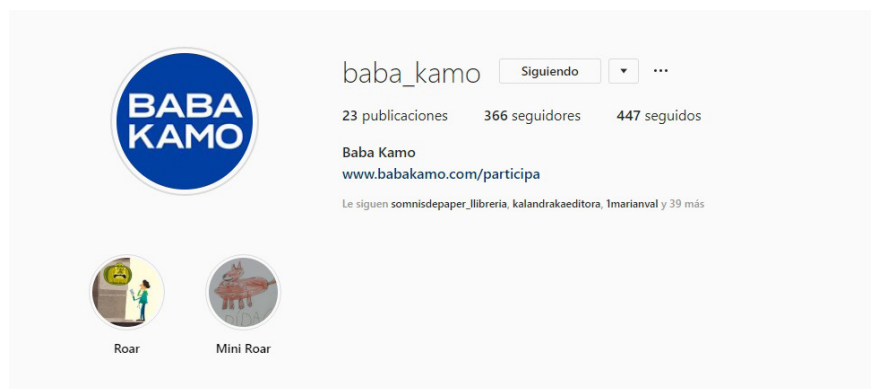 BABA
KAMO
baba_kamo Siguiendo
23 publicaciones 366 seguidores 447 seguidos
Baba Kamo
www.babakamo.com/participa
Le siguen somnisdepaper_llibreria, kalandrakaeditora, 1marianval y 39 más
DIDA
Roar Mini Roar